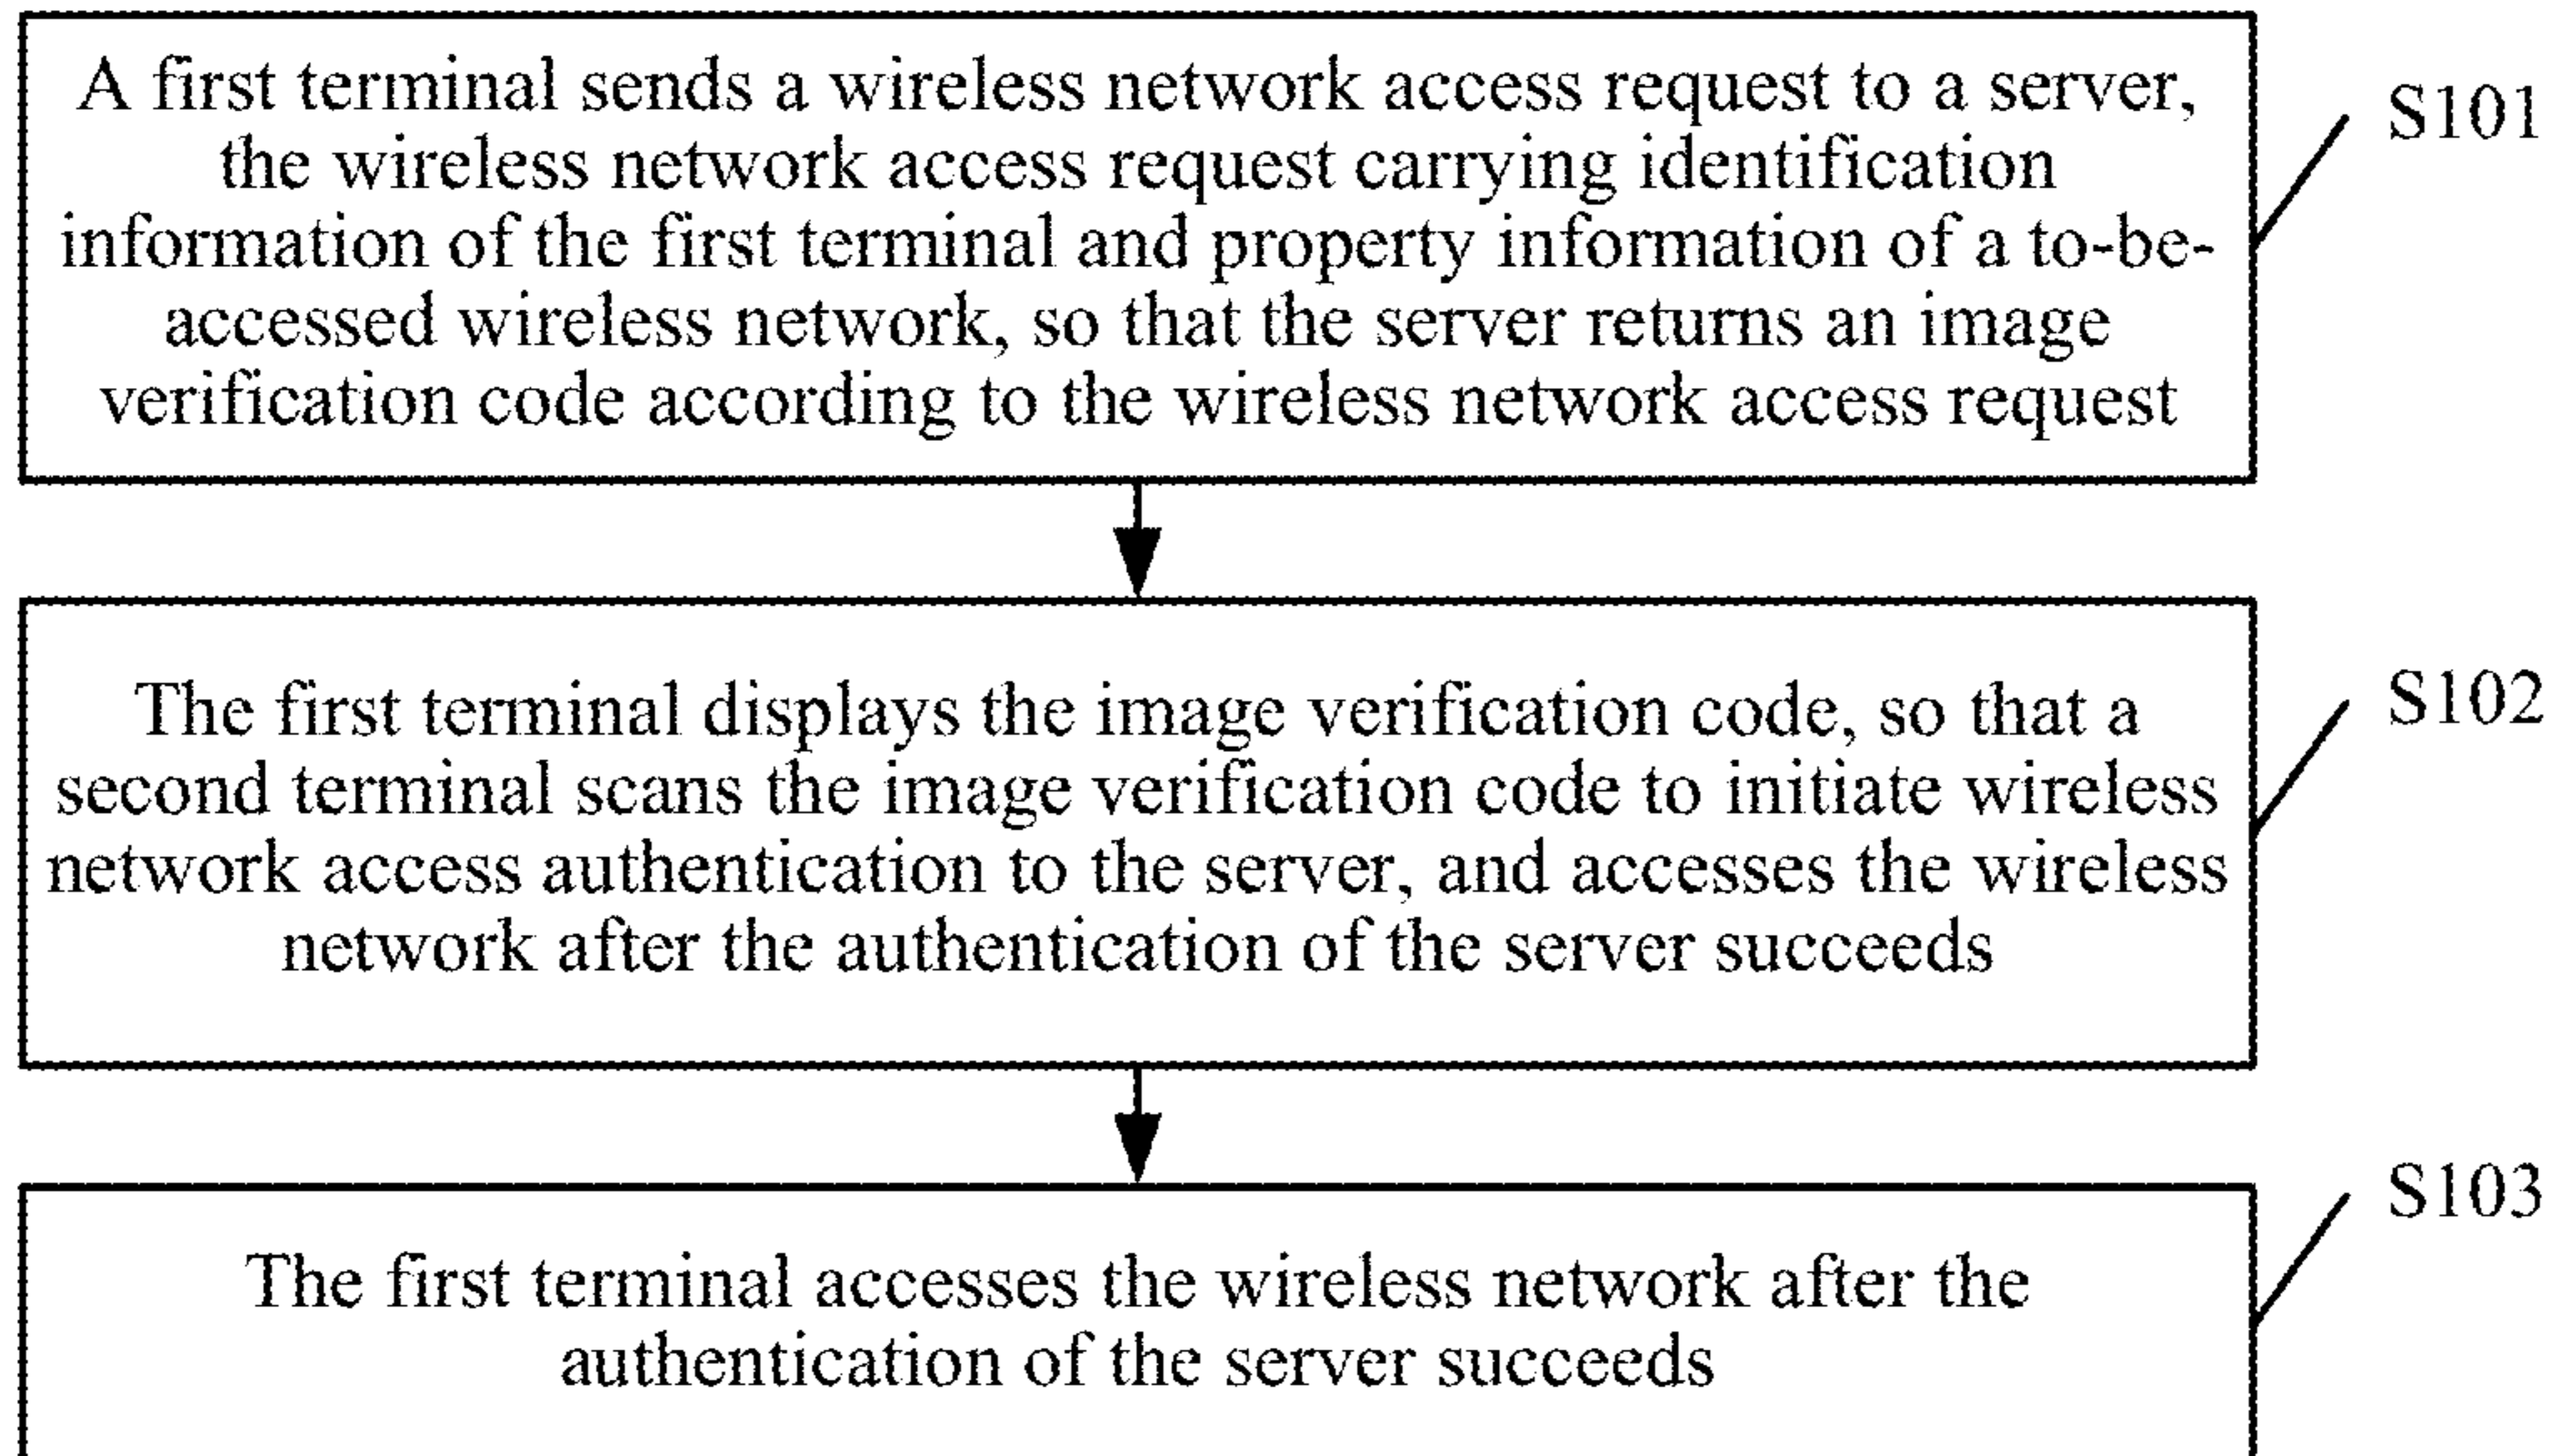 A first terminal sends a wireless network access request to a server,
the wireless network access request carrying identification
information of the first terminal and property information of a to-be-
accessed wireless network, so that the server returns an image
verification code according to the wireless network access request
S101
The first terminal displays the image verification code, so that a
second terminal scans the image verification code to initiate wireless
network access authentication to the server, and accesses the wireless
network after the authentication of the server succeeds
S102
The first terminal accesses the wireless network after the
authentication of the server succeeds
S103